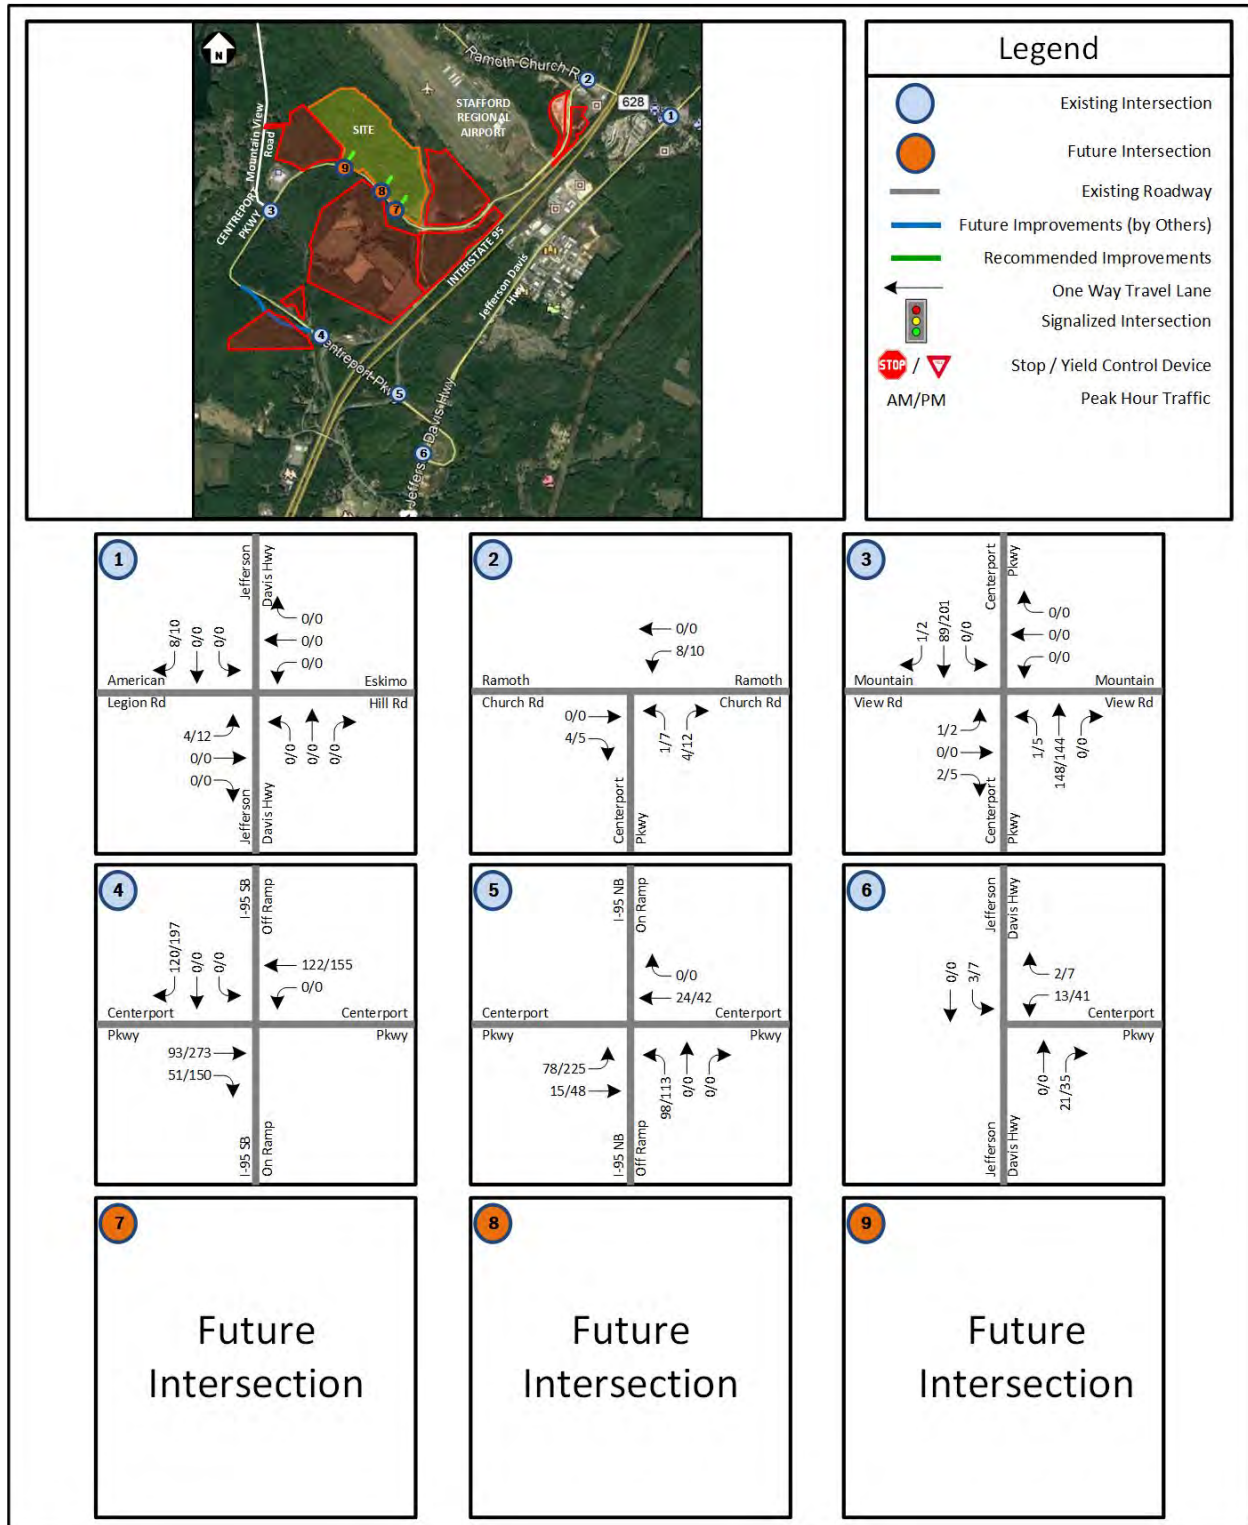 N
Ramoth Church-R
2
628
1
STAFFORD
REGIONAL
AIRPORT
SITE
Mountain View
Road
9
8
7
3
CENTREPORT
PKWY
INTERSTATE 95
Jefferson Davis
Hwy
4
Centreport-Pkwy
5
Jefferson Davis Hwy
6
Legend
Existing Intersection
Future Intersection
Existing Roadway
Future Improvements (by Others)
Recommended Improvements
One Way Travel Lane
Signalized Intersection
STOP / Stop / Yield Control Device
AM/PM Peak Hour Traffic
1
Jefferson
Davis Hwy
8/10
0/0
0/0
0/0
0/0
0/0
American
Legion Rd
Eskimo
Hill Rd
4/12
0/0
0/0
0/0
0/0
0/0
Jefferson
Davis Hwy
2
0/0
8/10
Ramoth
Church Rd
Ramoth
Church Rd
0/0
4/5
1/7
4/12
Centerport
Pkwy
3
Centerport
Pkwy
1/2
89/201
0/0
0/0
0/0
0/0
Mountain
View Rd
Mountain
View Rd
1/2
0/0
2/5
1/5
148/144
0/0
Centerport
Pkwy
4
I-95 SB
Off Ramp
120/197
0/0
0/0
122/155
0/0
Centerport
Pkwy
Centerport
Pkwy
93/273
51/150
I-95 SB
On Ramp
5
I-95 NB
On Ramp
0/0
24/42
Centerport
Pkwy
Centerport
Pkwy
78/225
15/48
98/113
0/0
0/0
I-95 NB
Off Ramp
6
Jefferson
Davis Hwy
0/0
3/7
2/7
13/41
Centerport
Pkwy
0/0
21/35
Jefferson
Davis Hwy
7
Future
Intersection
8
Future
Intersection
9
Future
Intersection